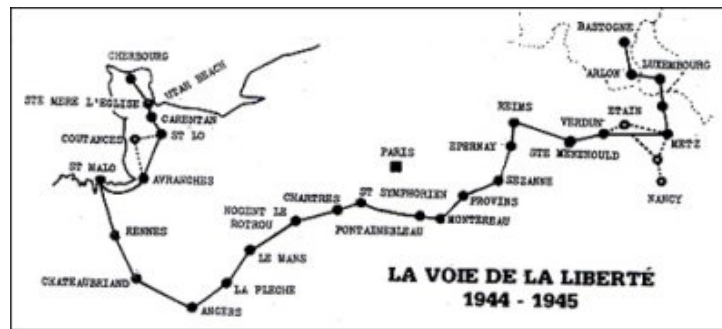 BASTOGNE
CHERBOURG
UTAH BEACH
ARLON
LUXEMBOURG
STE MERE L'EGLISE
CARENTAN
REIMS
ETAIN
VERDUN
COUTANCES
ST LO
PARIS
EPERNAY
STE MENEHOULD
METZ
ST MALO
AVRANCHES
ST SYMPHORIEN
SEZANNE
CHARTRES
PROVINS
NANCY
NOGENT LE
ROTROU
FONTAINEBLEAU
MONTEREAU
RENNES
LE MANS
CHATEAUBRIAND
LA FLECHE
ANGERS
LA VOIE DE LA LIBERTÉ
1944 - 1945